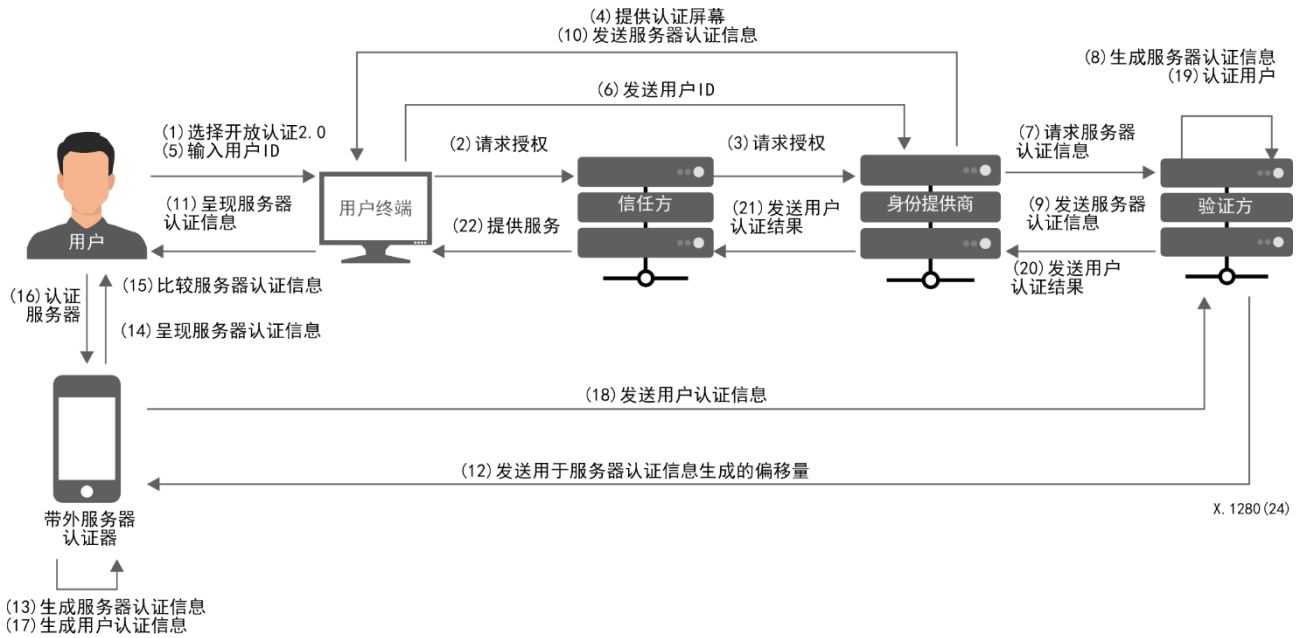 (4)提供认证屏幕
(10)发送服务器认证信息
(8)生成服务器认证信息
(19)认证用户
(6)发送用户ID
(1)选择开放认证2.0
(5)输入用户ID
(2)请求授权
(3)请求授权
(7)请求服务器
认证信息
(11)呈现服务器
认证信息
用户终端
(22)提供服务
信任方
(21)发送用户
认证结果
身份提供商
(9)发送服务器
认证信息
验证方
用户
(20)发送用户
认证结果
(16)认证
服务器
(15)比较服务器认证信息
(14)呈现服务器认证信息
(18)发送用户认证信息
(12)发送用于服务器认证信息生成的偏移量
X.1280(24)
带外服务器
认证器
(13)生成服务器认证信息
(17)生成用户认证信息